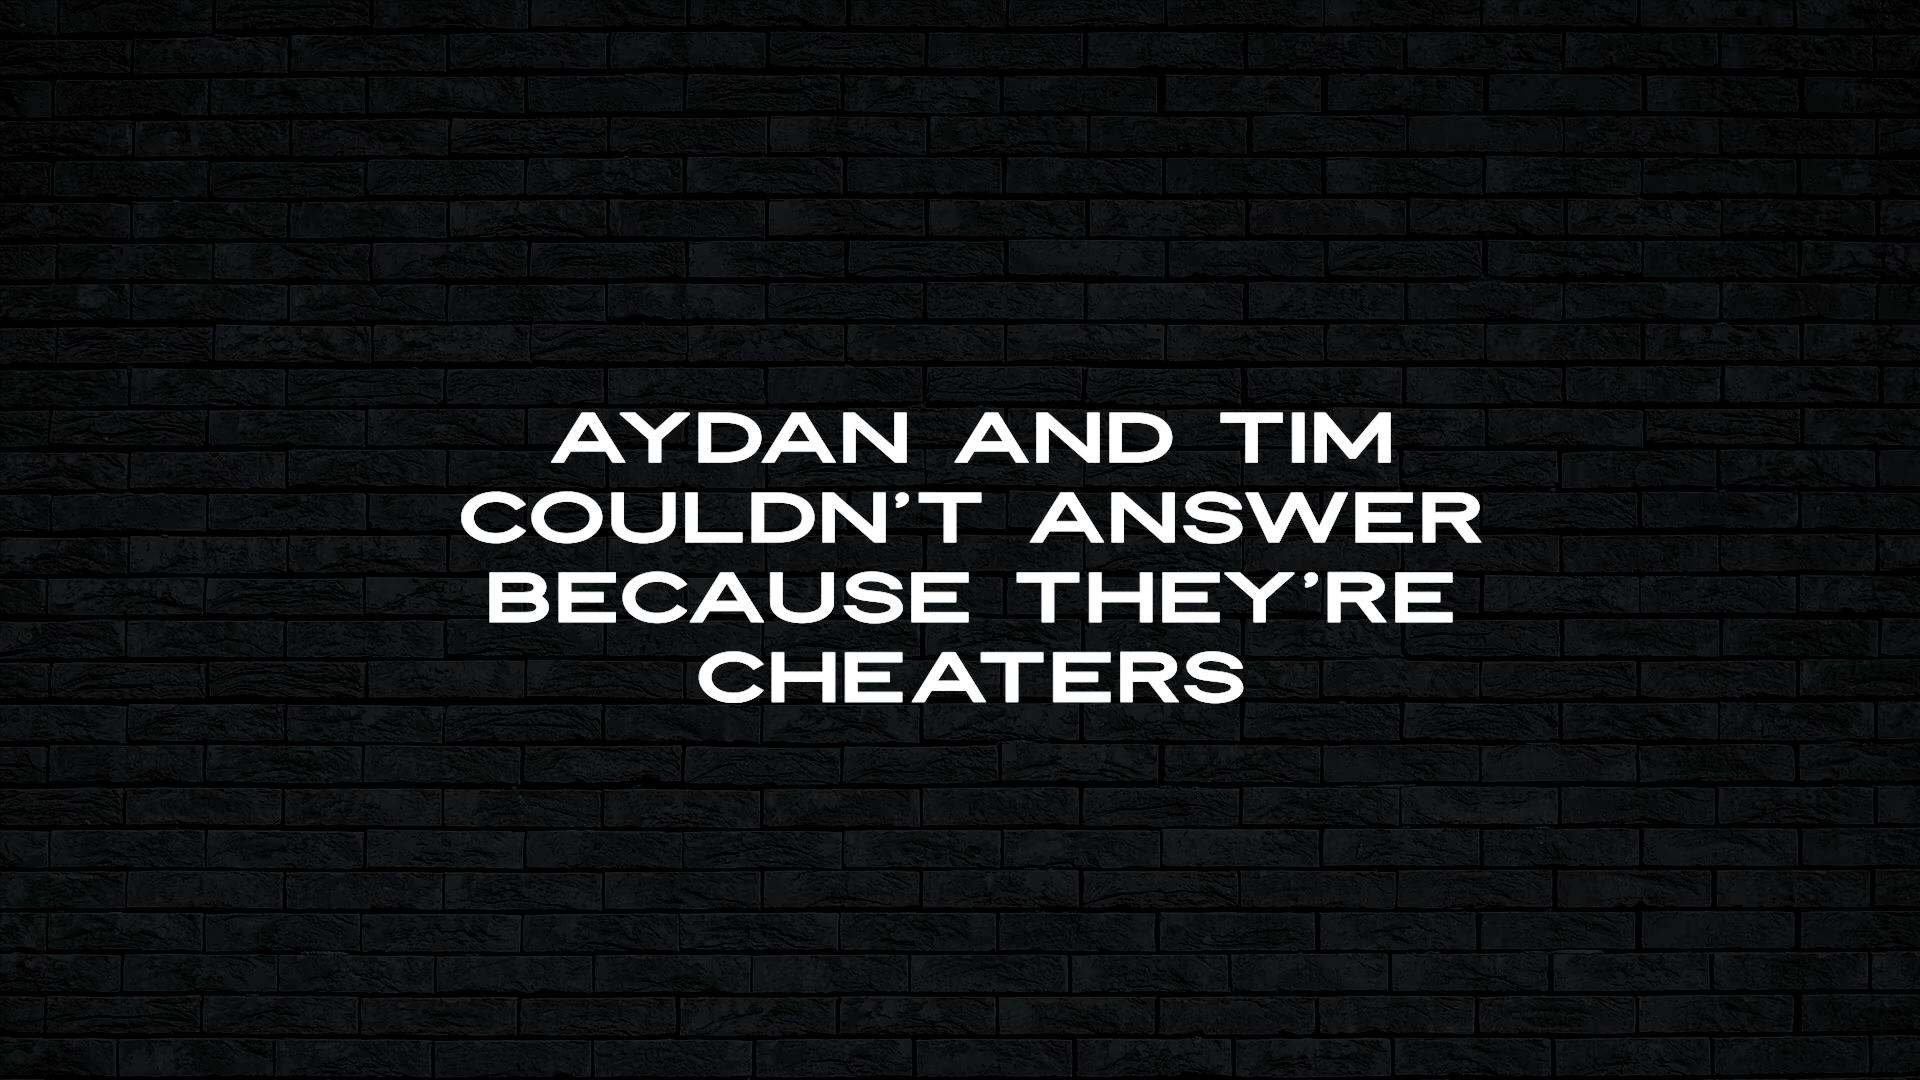 AYDAN AND TIM
COULDN’T ANSWER
BECAUSE THEY’RE
CHEATERS